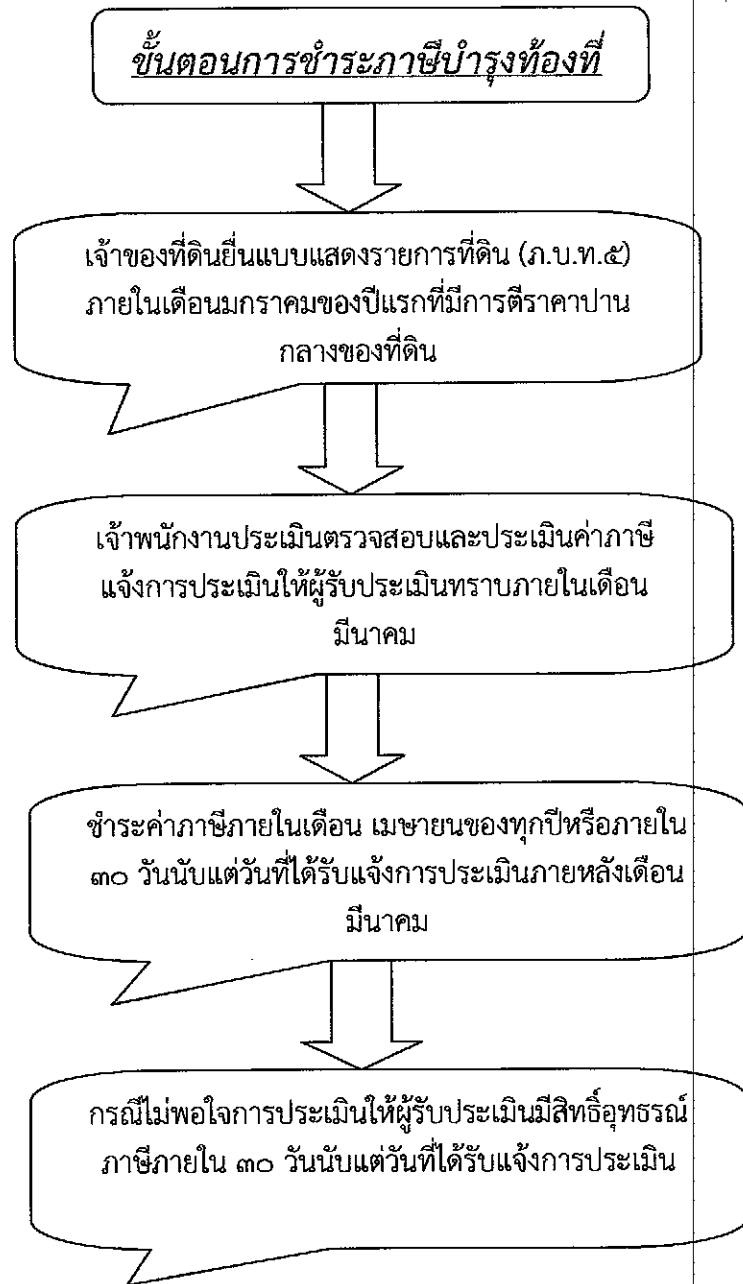 ขั้นตอนการชำระภาษีบำรุงท้องที่
เจ้าของที่ดินยื่นแบบแสดงรายการที่ดิน (ภ.บ.ท.๕)
ภายในเดือนมกราคมของปีแรกที่มีการตีราคาปาน
กลางของที่ดิน
เจ้าพนักงานประเมินตรวจสอบและประเมินค่าภาษี
แจ้งการประเมินให้ผู้รับประเมินทราบภายในเดือน
มีนาคม
ชำระค่าภาษีภายในเดือน เมษายนของทุกปีหรือภายใน
๓๐ วันนับแต่วันที่ได้รับแจ้งการประเมินภายหลังเดือน
มีนาคม
กรณีไม่พอใจการประเมินให้ผู้รับประเมินมีสิทธิ์อุทธรณ์
ภาษีภายใน ๓๐ วันนับแต่วันที่ได้รับแจ้งการประเมิน